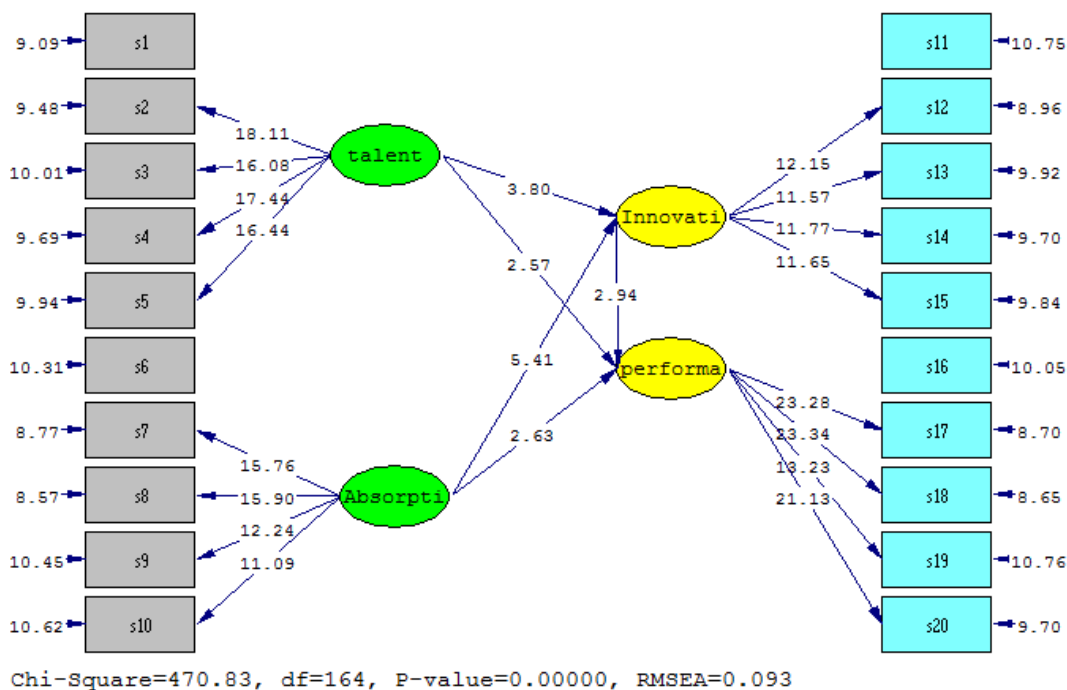 9.09 s1
9.48 s2
10.01 s3
9.69 s4
9.94 s5
10.31 s6
8.77 s7
8.57 s8
10.45 s9
10.62 s10
18.11
16.08
17.44
16.44
talent
15.76
15.90
12.24
11.09
Absorpti
3.80
2.57
5.41
2.63
2.94
Innovati
performa
12.15
11.57
11.77
11.65
23.28
23.34
13.23
21.13
s11 10.75
s12 8.96
s13 9.92
s14 9.70
s15 9.84
s16 10.05
s17 8.70
s18 8.65
s19 10.76
s20 9.70
Chi-Square=470.83, df=164, P-value=0.00000, RMSEA=0.093